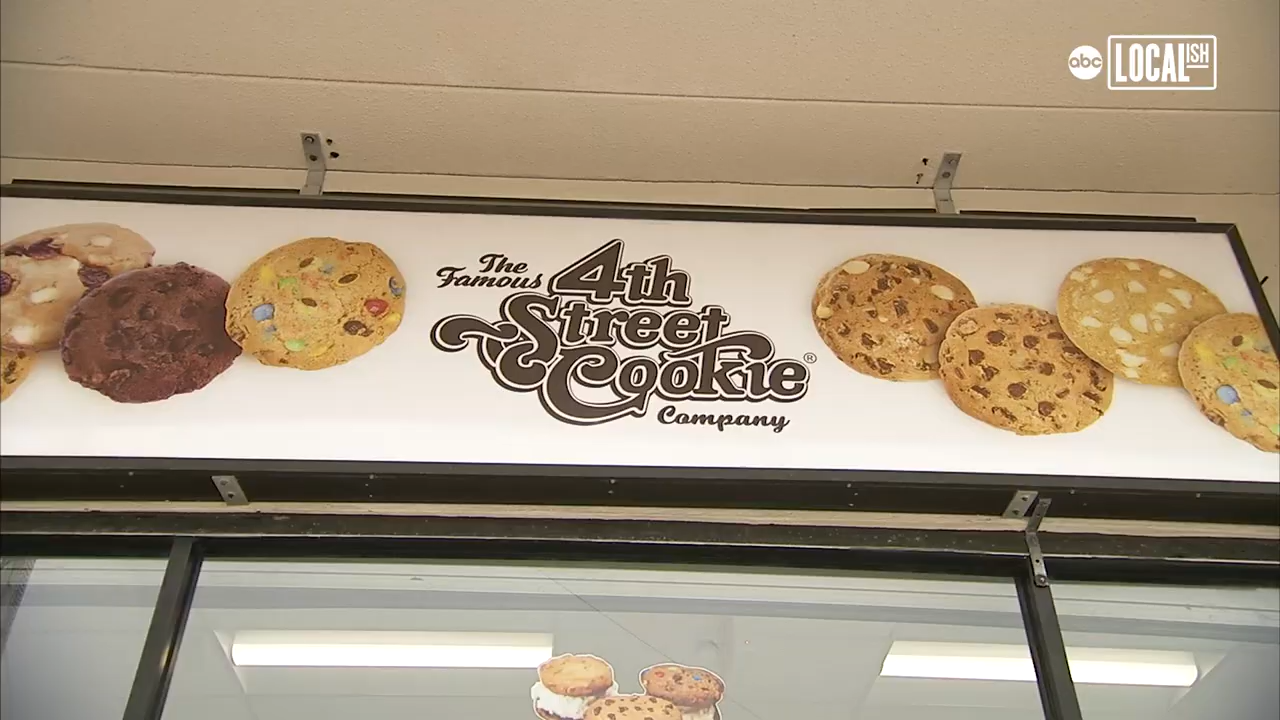 abc LOCALISH
The
Famous
4th
Street
Cookie®
Company